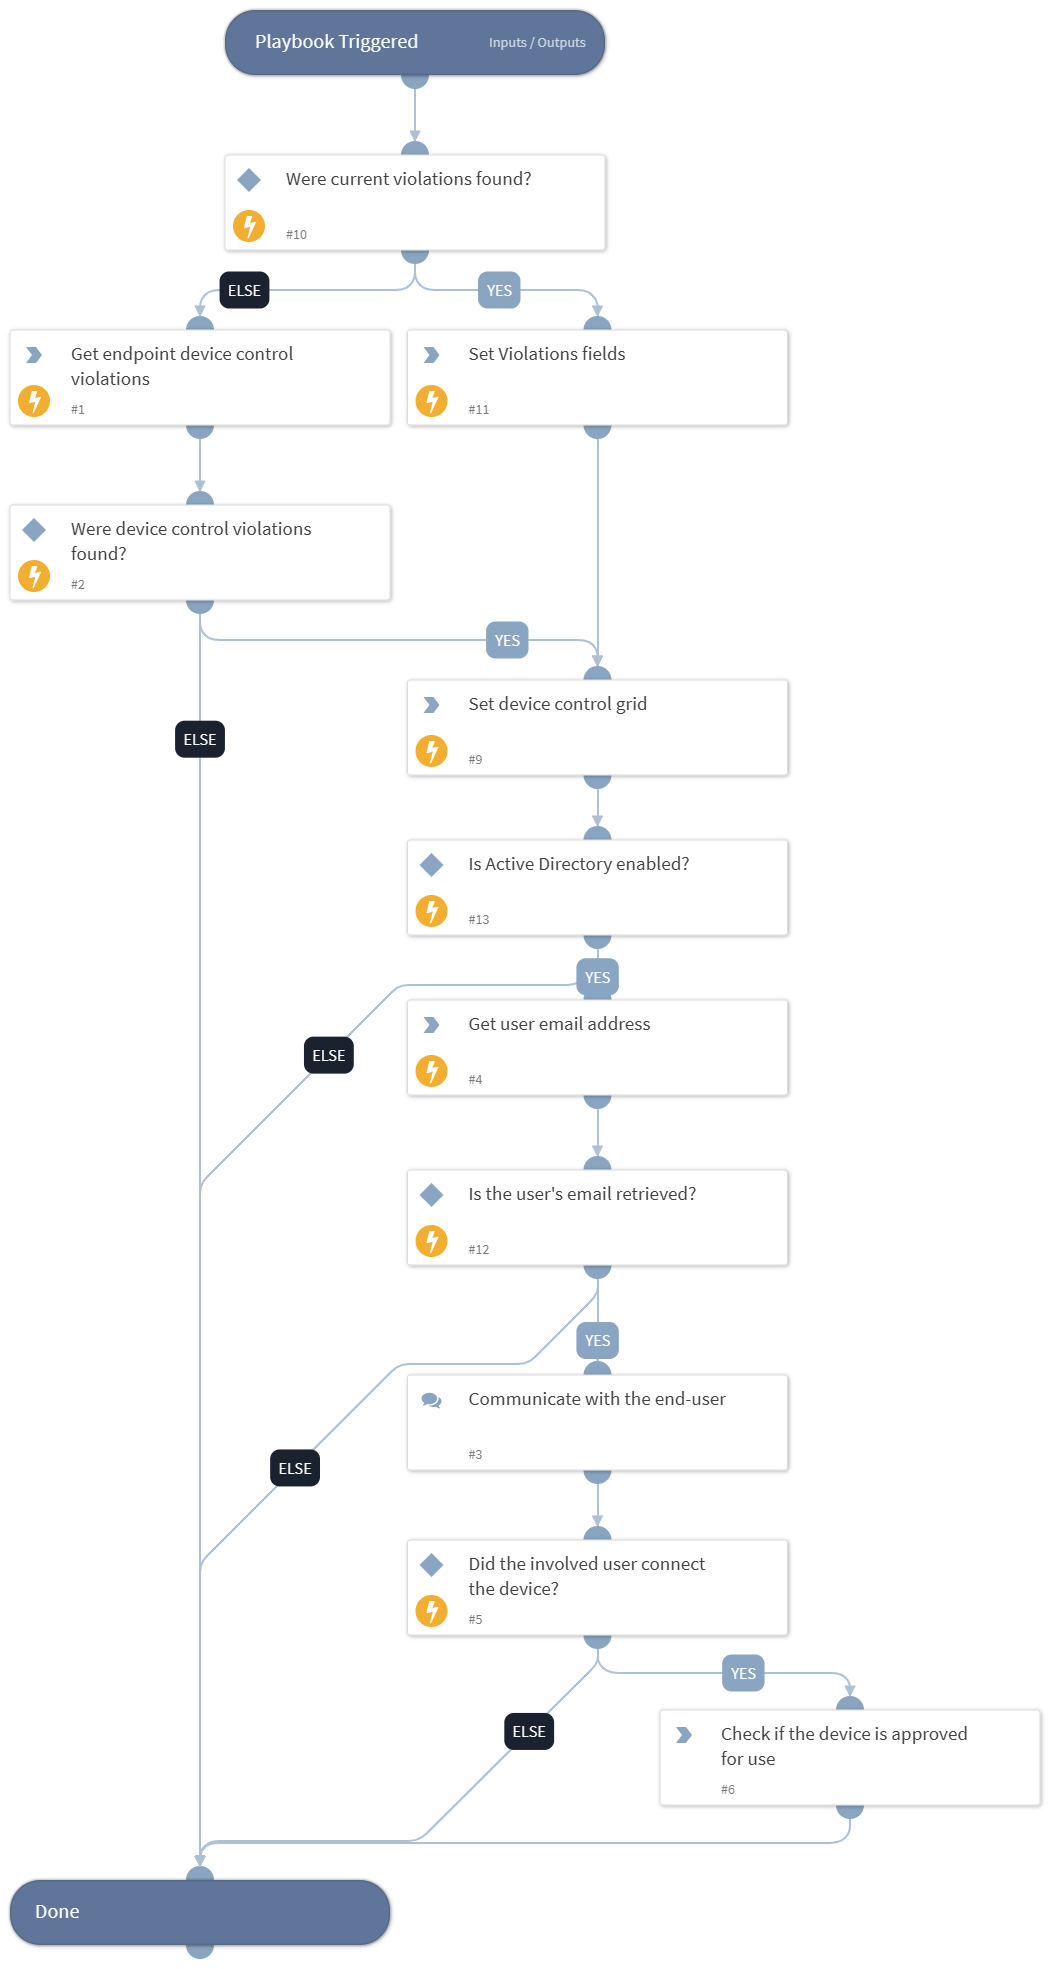 Playbook Triggered
Inputs / Outputs
Were current violations found?
#10
ELSE
YES
Get endpoint device control
violations
#1
Set Violations fields
#11
Were device control violations
found?
#2
YES
Set device control grid
#9
ELSE
Is Active Directory enabled?
#13
YES
Get user email address
#4
ELSE
Is the user's email retrieved?
#12
YES
Communicate with the end-user
#3
ELSE
Did the involved user connect
the device?
#5
YES
ELSE
Check if the device is approved
for use
#6
Done